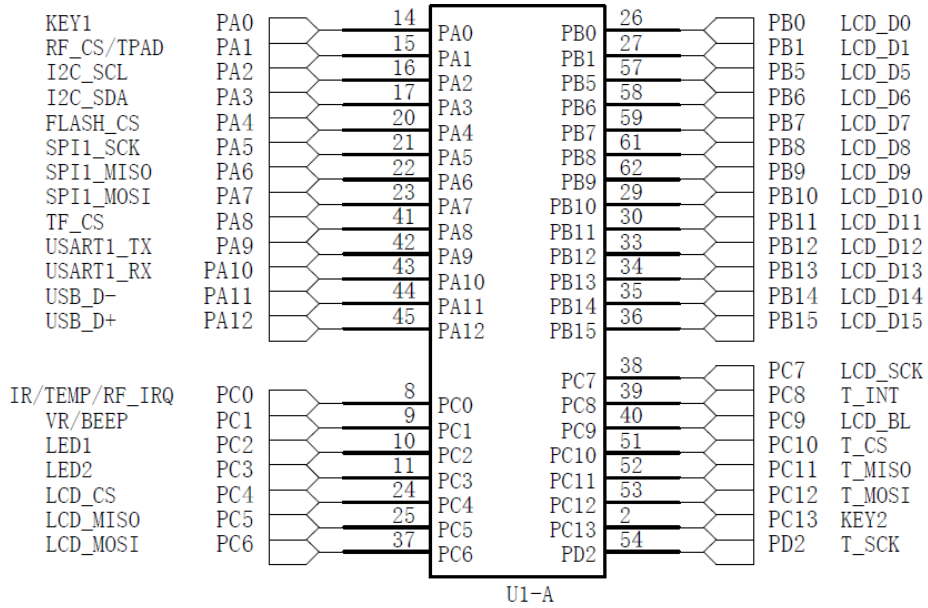 KEY1 PA0 14 PA0 PB0 26 PB0 LCD_D0
RF_CS/TPAD PA1 15 PA1 PB1 27 PB1 LCD_D1
I2C_SCL PA2 16 PA2 PB5 57 PB5 LCD_D5
I2C_SDA PA3 17 PA3 PB6 58 PB6 LCD_D6
FLASH_CS PA4 20 PA4 PB7 59 PB7 LCD_D7
SPI1_SCK PA5 21 PA5 PB8 61 PB8 LCD_D8
SPI1_MISO PA6 22 PA6 PB9 62 PB9 LCD_D9
SPI1_MOSI PA7 23 PA7 PB10 29 PB10 LCD_D10
TF_CS PA8 41 PA8 PB11 30 PB11 LCD_D11
USART1_TX PA9 42 PA9 PB12 33 PB12 LCD_D12
USART1_RX PA10 43 PA10 PB13 34 PB13 LCD_D13
USB_D- PA11 44 PA11 PB14 35 PB14 LCD_D14
USB_D+ PA12 45 PA12 PB15 36 PB15 LCD_D15
PC7 38 PC7 LCD_SCK
IR/TEMP/RF_IRQ PC0 8 PC0 PC8 39 PC8 T_INT
VR/BEEP PC1 9 PC1 PC9 40 PC9 LCD_BL
LED1 PC2 10 PC2 PC10 51 PC10 T_CS
LED2 PC3 11 PC3 PC11 52 PC11 T_MISO
LCD_CS PC4 24 PC4 PC12 53 PC12 T_MOSI
LCD_MISO PC5 25 PC5 PC13 2 PC13 KEY2
LCD_MOSI PC6 37 PC6 PD2 54 PD2 T_SCK
U1-A